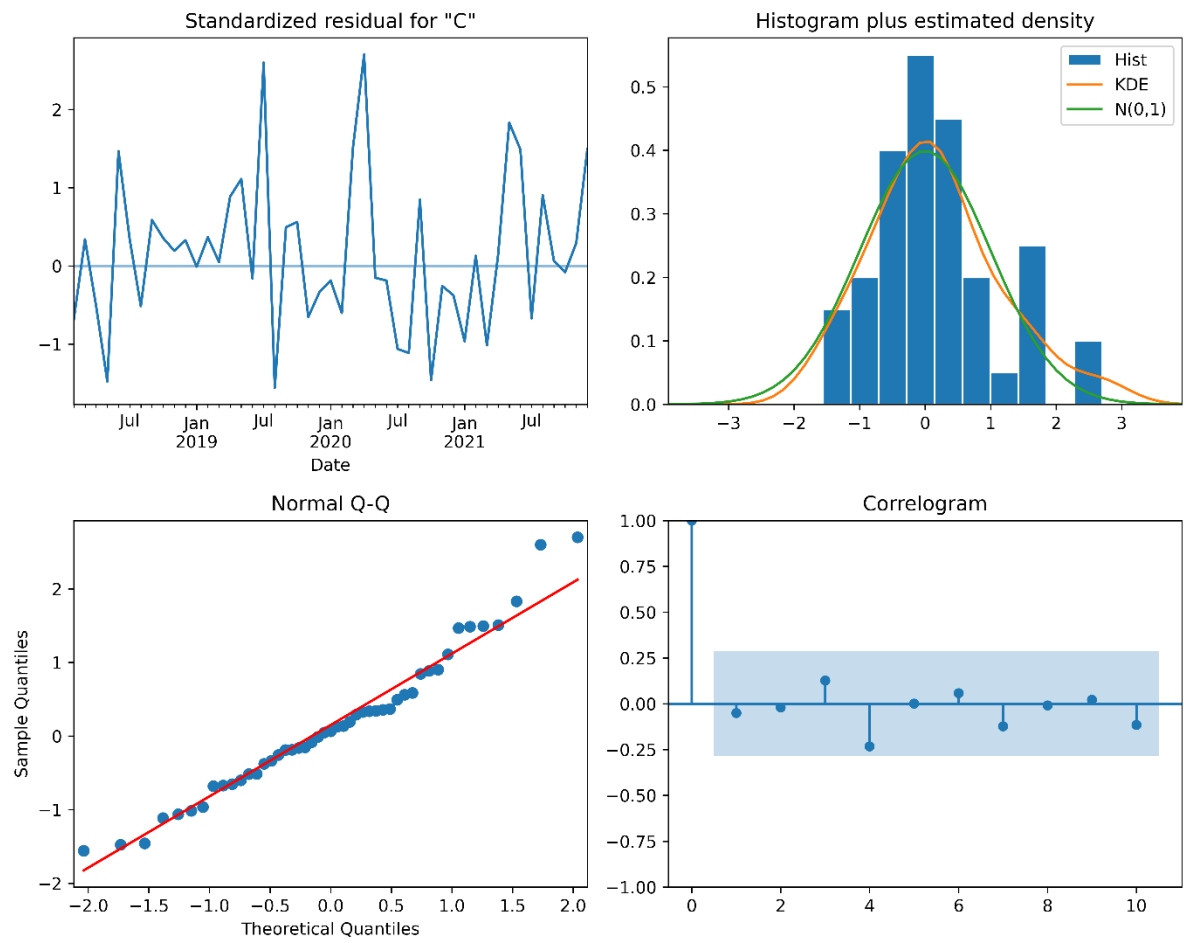 Standardized residual for "C"
2
1
0
−1
Jul
Jan
2019
Jul
Jan
2020
Jul
Jan
2021
Jul
Date
Histogram plus estimated density
Hist
KDE
N(0,1)
0.5
0.4
0.3
0.2
0.1
0.0
−3 −2 −1 0 1 2 3
Normal Q-Q
Sample Quantiles
2
1
0
−1
−2
−2.0 −1.5 −1.0 −0.5 0.0 0.5 1.0 1.5 2.0
Theoretical Quantiles
Correlogram
1.00
0.75
0.50
0.25
0.00
−0.25
−0.50
−0.75
−1.00
0 2 4 6 8 10